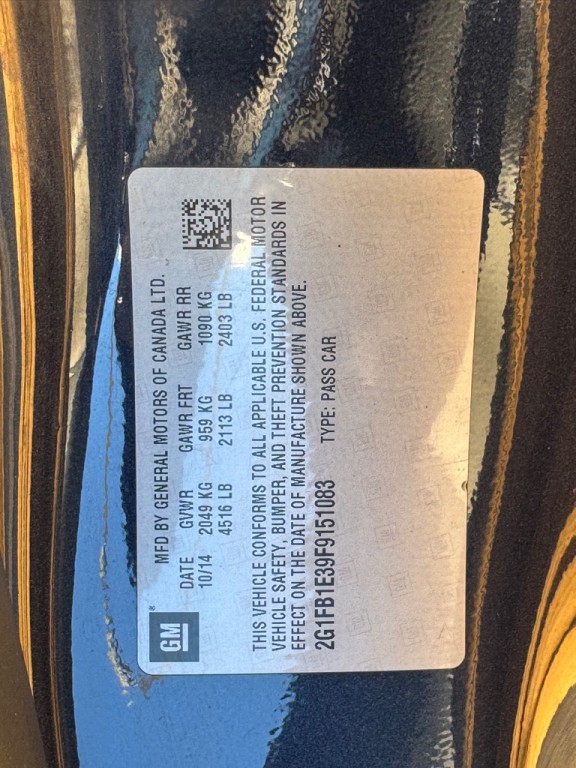 GM
MFD BY GENERAL MOTORS OF CANADA LTD.
DATE GVWR GAWR FRT GAWR RR
10/14 2049 KG 959 KG 1090 KG
4516 LB 2113 LB 2403 LB
THIS VEHICLE CONFORMS TO ALL APPLICABLE U.S. FEDERAL MOTOR
VEHICLE SAFETY, BUMPER, AND THEFT PREVENTION STANDARDS IN
EFFECT ON THE DATE OF MANUFACTURE SHOWN ABOVE.
2G1FB1E39F9151083 TYPE: PASS CAR